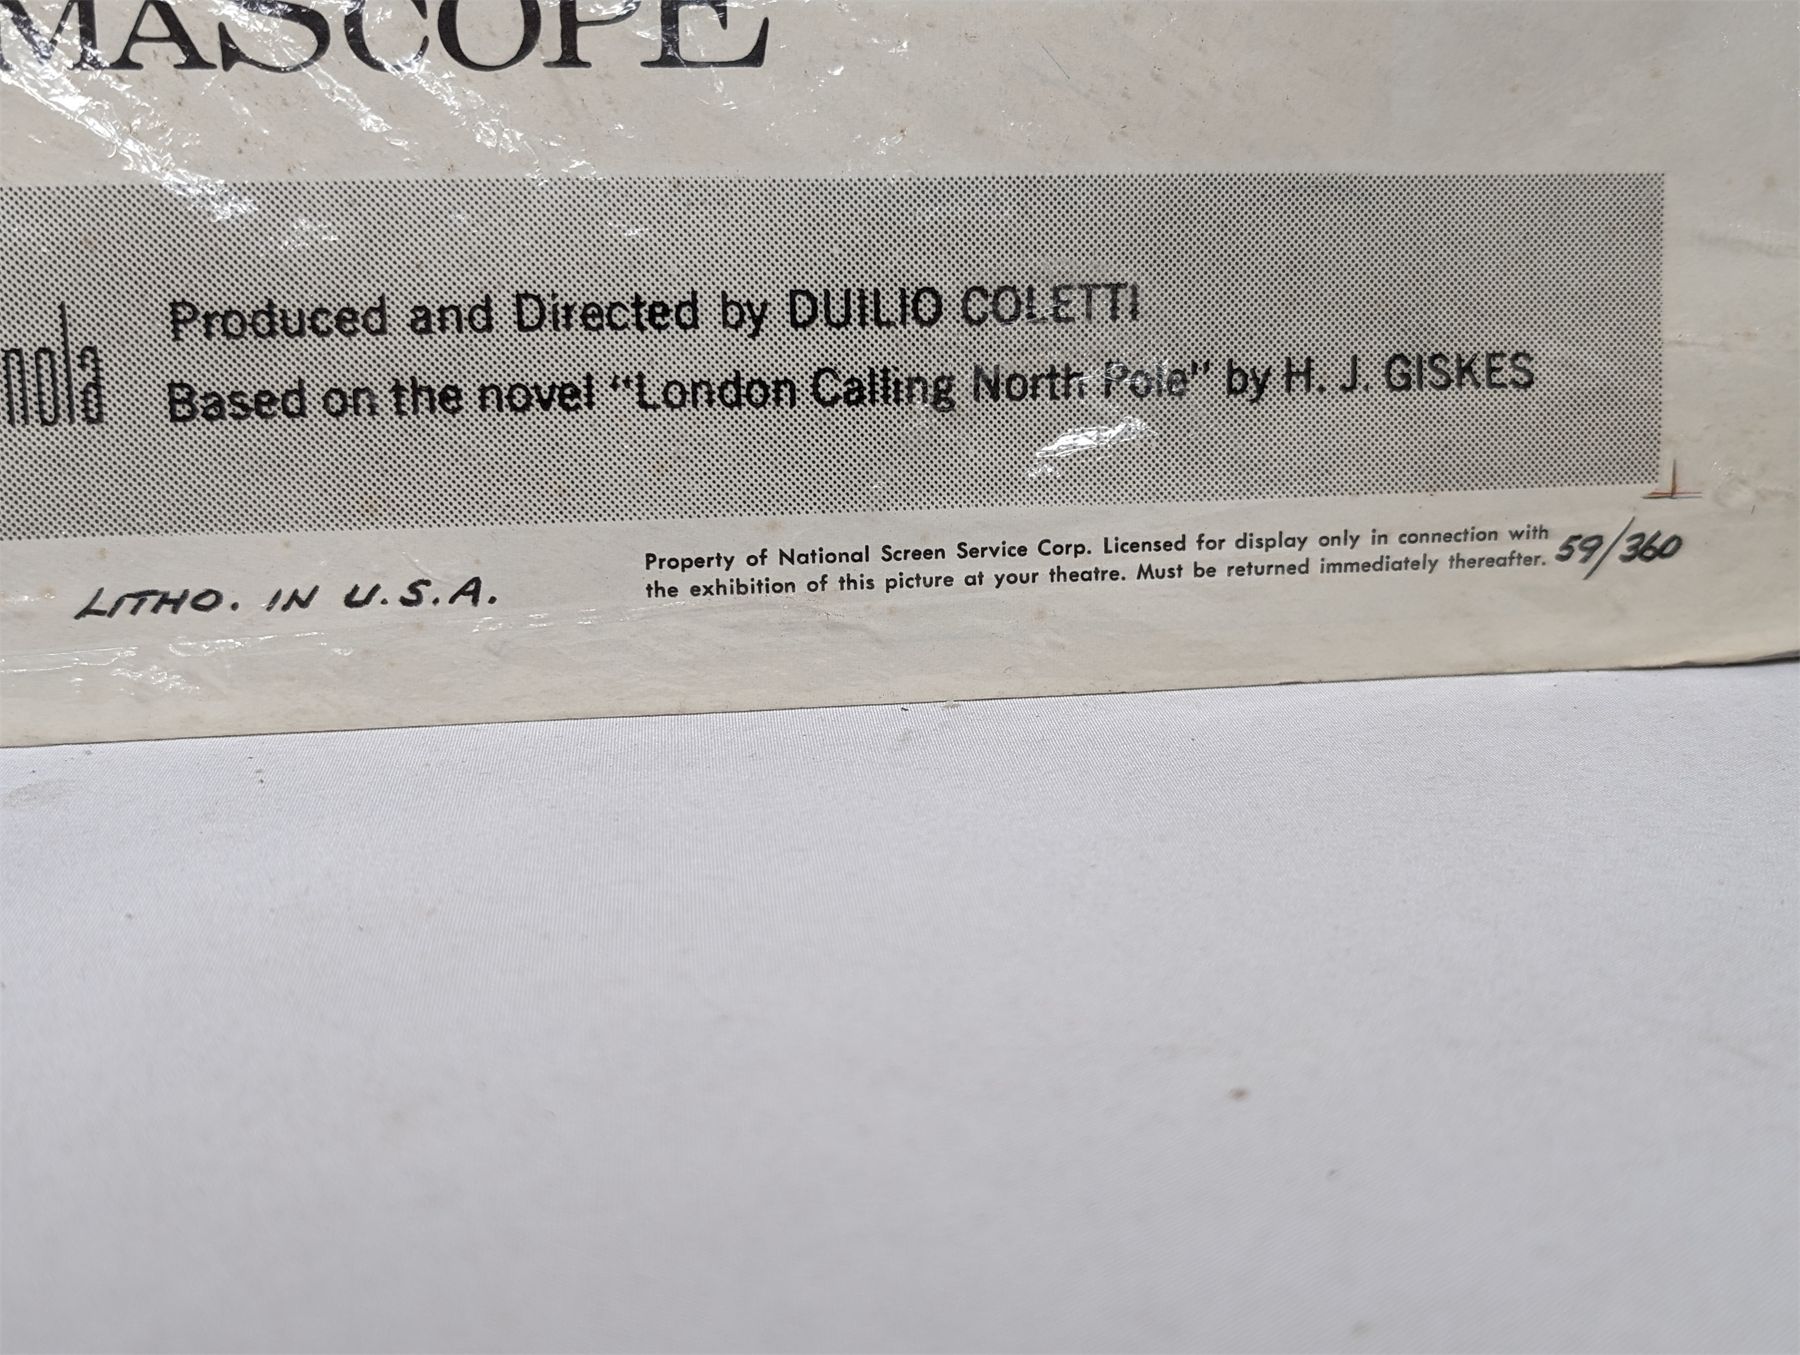 MASCOPE
nola
Produced and Directed by DUILIO COLETTI
Based on the novel “London Calling North Pole” by H. J. GISKES
LITHO. IN U.S.A.
Property of National Screen Service Corp. Licensed for display only in connection with
the exhibition of this picture at your theatre. Must be returned immediately thereafter.
59/360